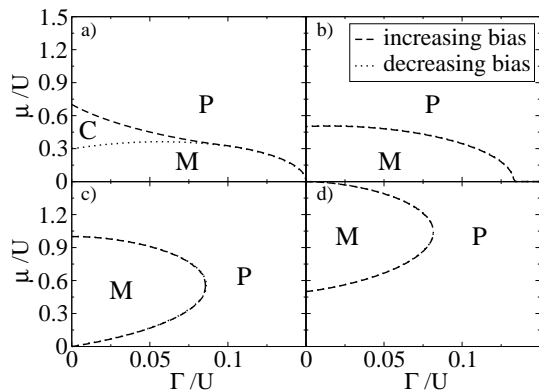 1.5
1.2
0.9
0.6
0.3
0
μ/U
a)
P
C
M
b)
increasing bias
decreasing bias
P
M
1.2
0.9
0.6
0.3
0
μ/U
c)
M
P
d)
M
P
0
0.05
0.1
0
0.05
0.1
Γ/U
Γ/U